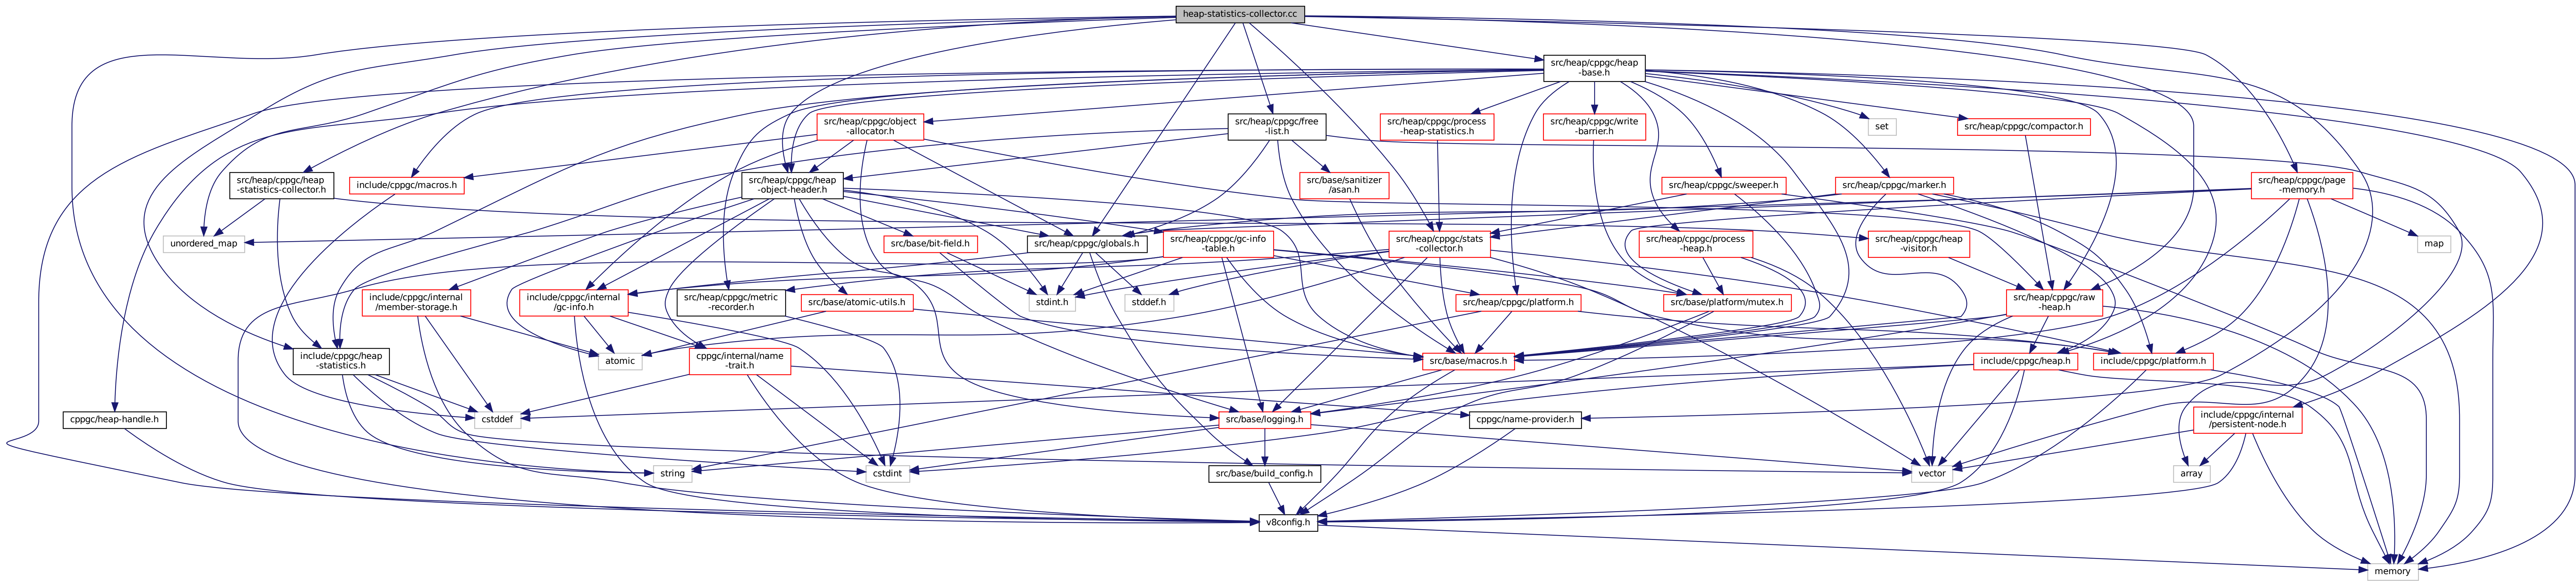 heap-statistics-collector.cc
src/heap/cppgc/heap
-base.h
src/heap/cppgc/object
-allocator.h
src/heap/cppgc/free
-list.h
src/heap/cppgc/process
-heap-statistics.h
src/heap/cppgc/write
-barrier.h
set
src/heap/cppgc/compactor.h
src/heap/cppgc/heap
-statistics-collector.h
include/cppgc/macros.h
src/heap/cppgc/heap
-object-header.h
src/base/sanitizer
/asan.h
src/heap/cppgc/sweeper.h
src/heap/cppgc/marker.h
src/heap/cppgc/page
-memory.h
unordered_map
src/base/bit-field.h
src/heap/cppgc/globals.h
src/heap/cppgc/gc-info
-table.h
src/heap/cppgc/stats
-collector.h
src/heap/cppgc/process
-heap.h
src/heap/cppgc/heap
-visitor.h
map
include/cppgc/internal
/member-storage.h
include/cppgc/internal
/gc-info.h
src/heap/cppgc/metric
-recorder.h
src/base/atomic-utils.h
stdint.h
stddef.h
src/heap/cppgc/platform.h
src/base/platform/mutex.h
src/heap/cppgc/raw
-heap.h
include/cppgc/heap
-statistics.h
atomic
cppgc/internal/name
-trait.h
src/base/macros.h
include/cppgc/heap.h
include/cppgc/platform.h
cppgc/heap-handle.h
cstddef
src/base/logging.h
cppgc/name-provider.h
include/cppgc/internal
/persistent-node.h
string
cstdint
src/base/build_config.h
vector
array
v8config.h
memory